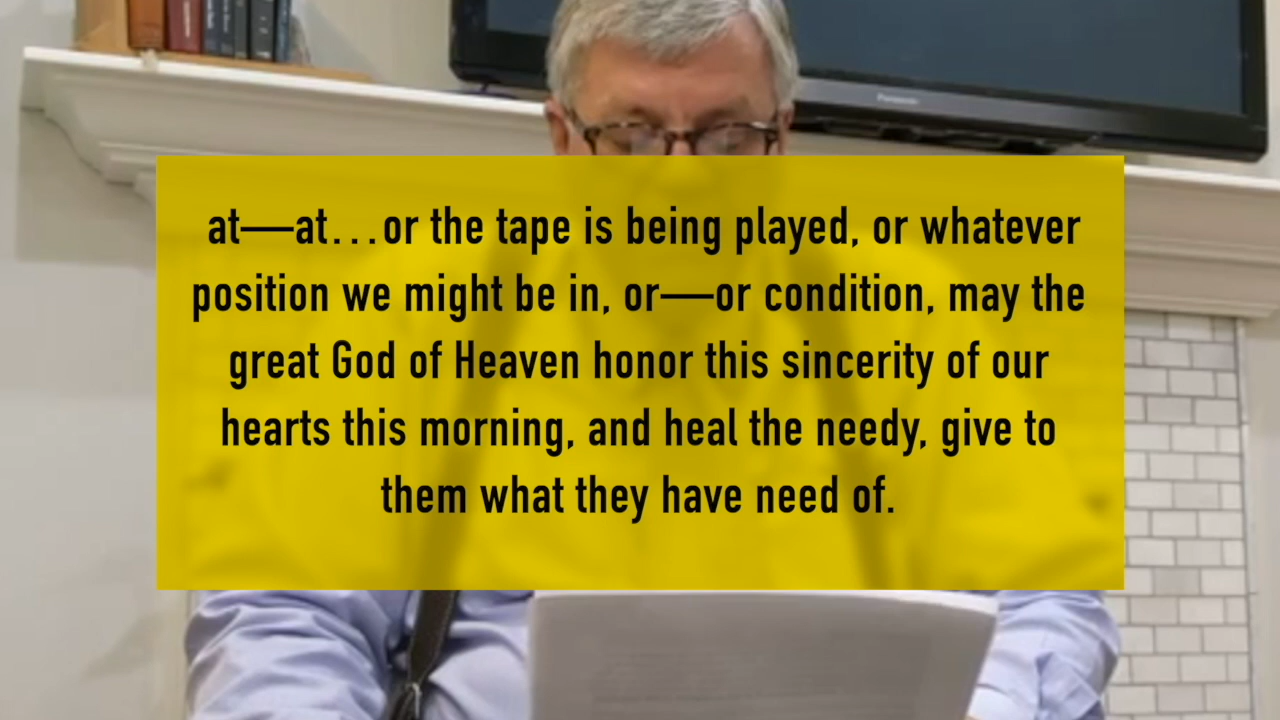 Panasonic
at—at...or the tape is being played, or whatever
position we might be in, or—or condition, may the
great God of Heaven honor this sincerity of our
hearts this morning, and heal the needy, give to
them what they have need of.